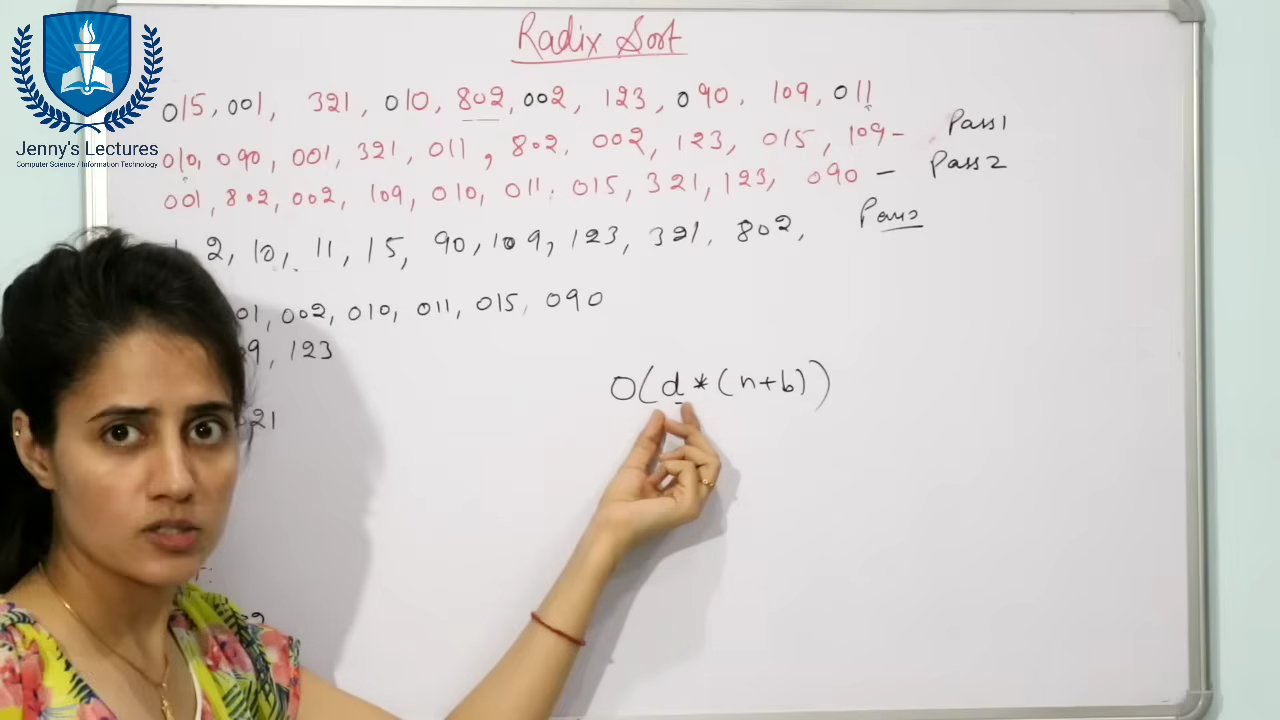 Radix Sort
015, 001, 321, 010, 802, 002, 123, 090, 109, 011
010, 090, 001, 321, 011, 802, 002, 123, 015, 109 - Pass 1
001, 802, 002, 109, 010, 011, 015, 321, 123, 090 - Pass 2
2, 10, 11, 15, 90, 109, 123, 321, 802,
01, 002, 010, 011, 015, 090
9, 123
O(d*(n+b))
21
Jenny's Lectures
Computer Science / Information Technology